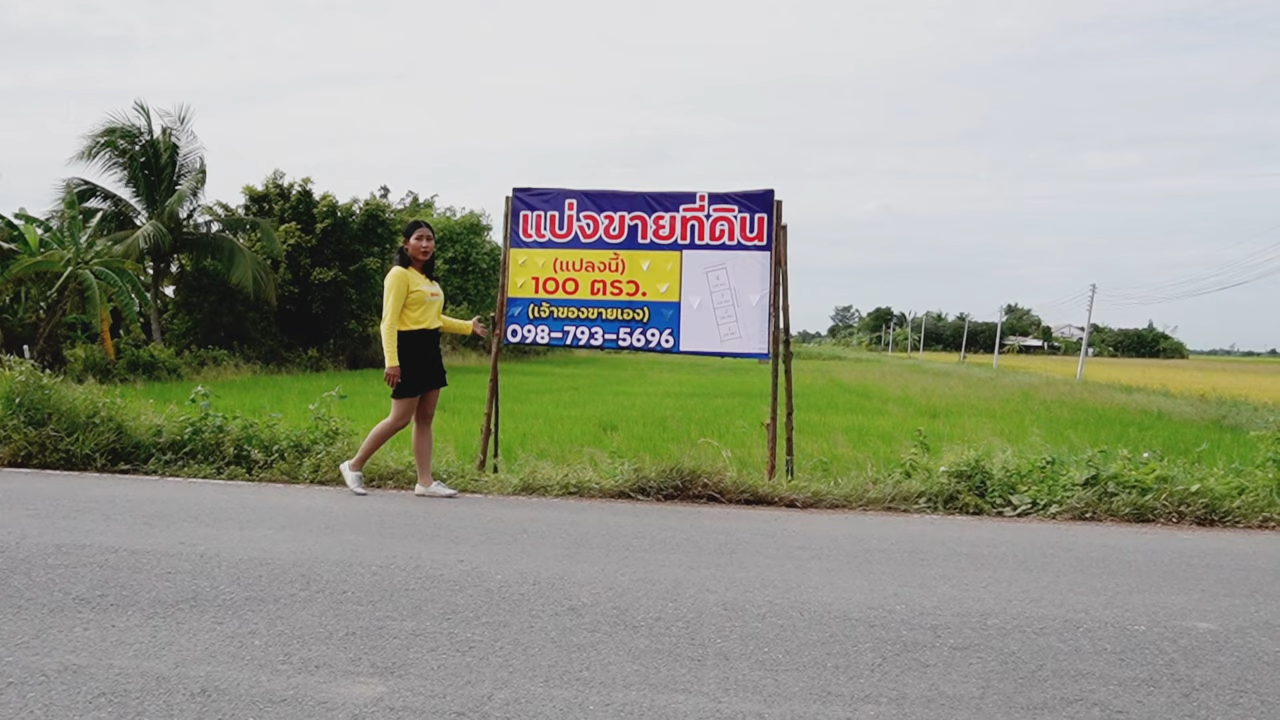 แบ่งขายที่ดิน
(แปลงนี้)
100 ตรว.
(เจ้าของขายเอง)
098-793-5696